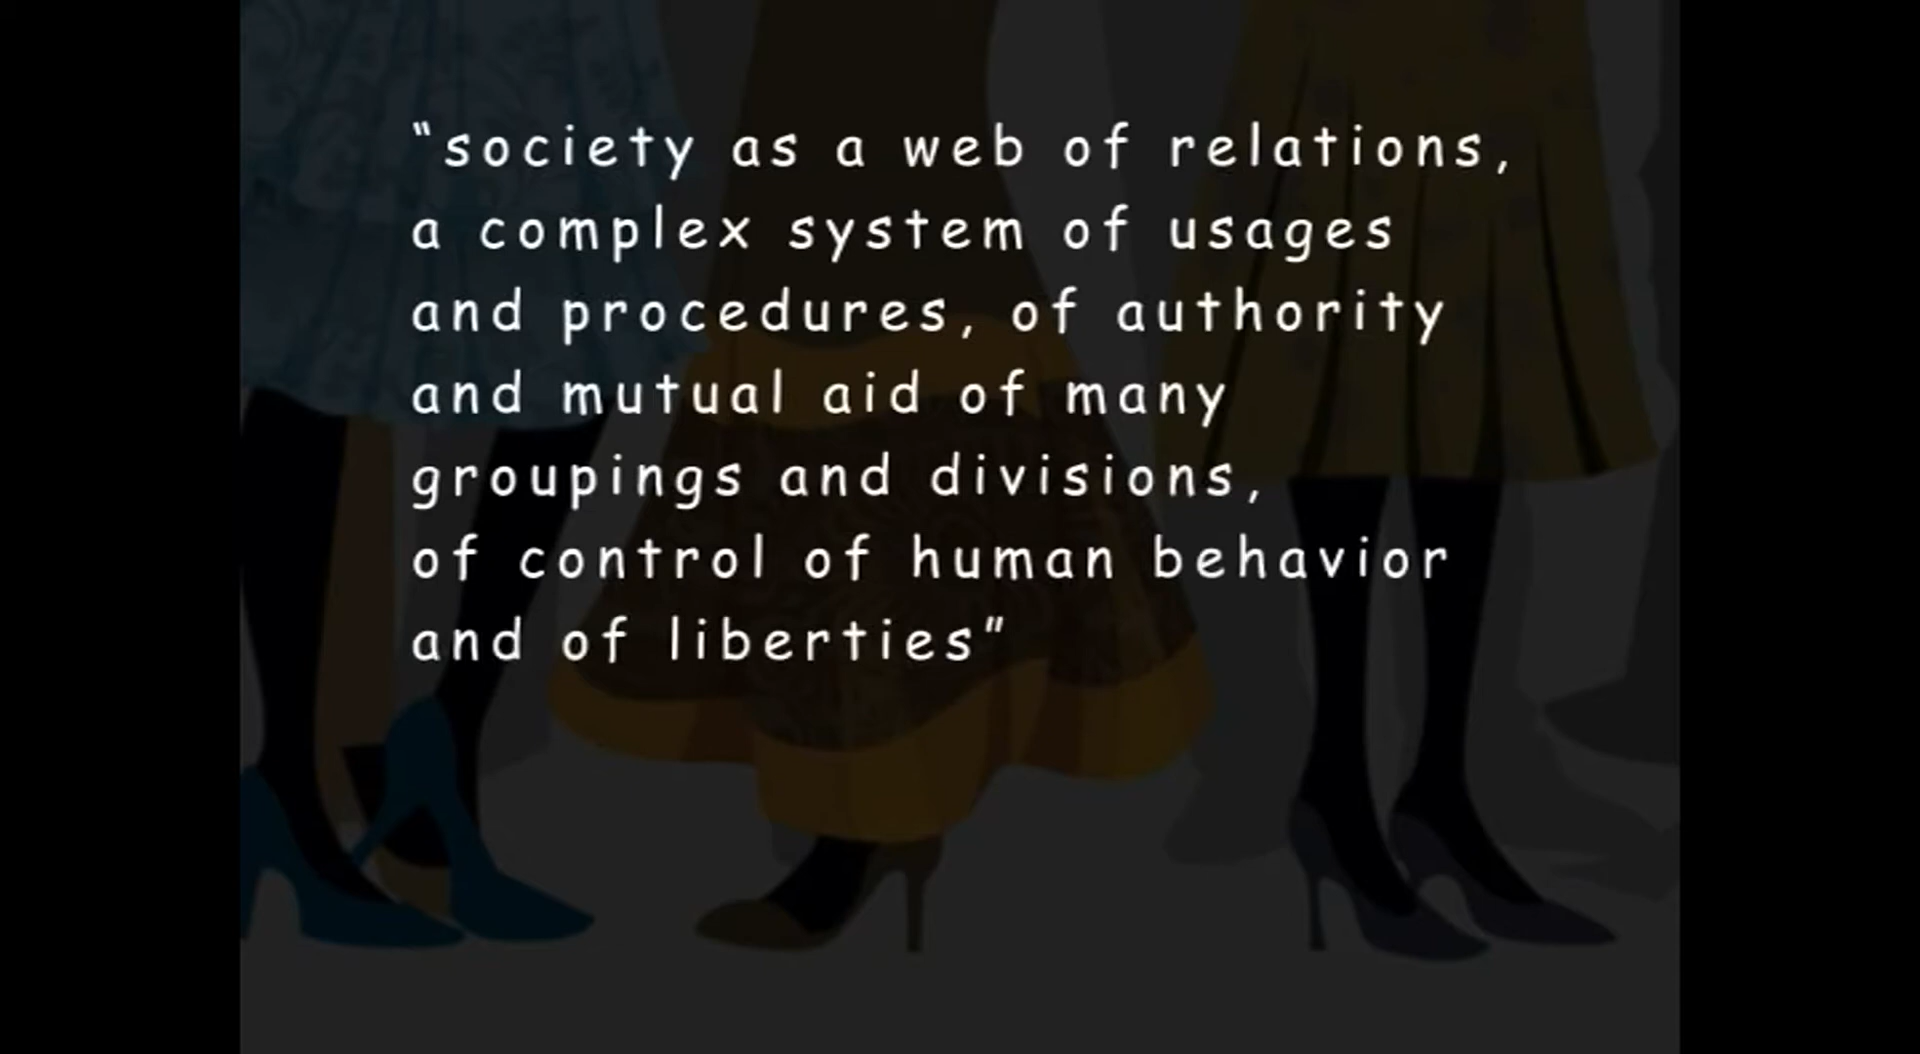 “society as a web of relations,
a complex system of usages
and procedures, of authority
and mutual aid of many
groupings and divisions,
of control of human behavior
and of liberties”